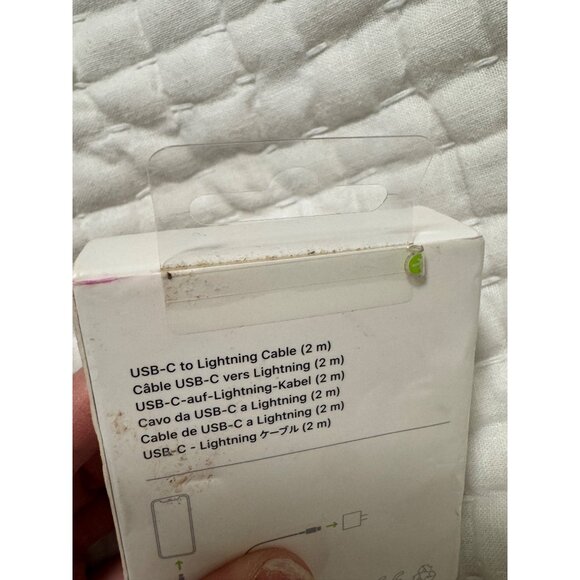 USB-C to Lightning Cable (2 m)
Câble USB-C vers Lightning (2 m)
USB-C-auf-Lightning-Kabel (2 m)
Cavo da USB-C a Lightning (2 m)
Cable de USB-C a Lightning (2 m)
USB-C - Lightning ケーブル (2 m)